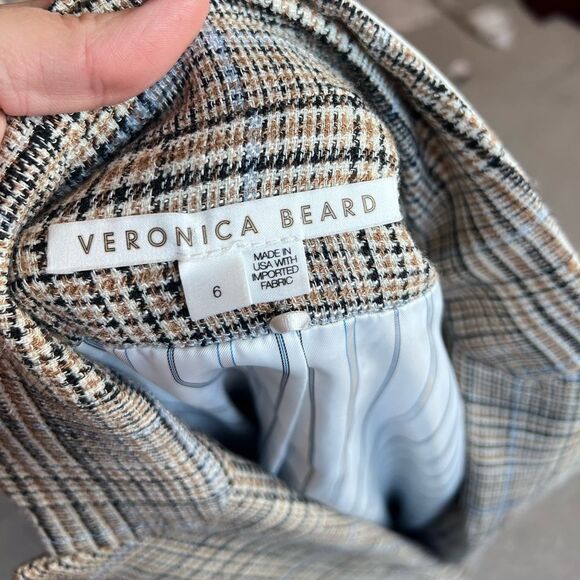 VERONICA BEARD
6
MADE IN
USA WITH
IMPORTED
FABRIC